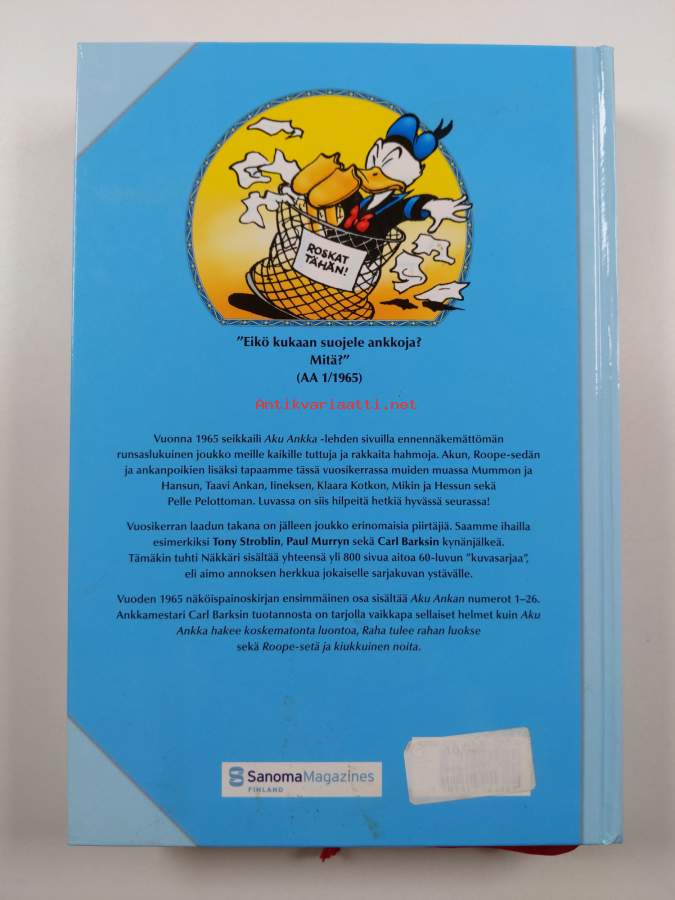 ROSKAT
TÄHÄN!
"Eikö kukaan suojele ankkoja?
Mitä?"
(AA 1/1965)
Antikvariaatti.net
Vuonna 1965 seikkaili Aku Ankka -lehden sivuilla ennennäkemättömän
runsaslukuinen joukko meille kaikille tuttuja ja rakkaita hahmoja. Akun, Roope-sedän
ja ankanpoikien lisäksi tapaamme tässä vuosikerrassa muiden muassa Mummon ja
Hansun, Taavi Ankan, Iineksen, Klaara Kotkon, Mikin ja Hessun sekä
Pelle Pelottoman. Luvassa on siis hilpeitä hetkiä hyvässä seurassa!
Vuosikerran laadun takana on jälleen joukko erinomaisia piirtäjiä. Saamme ihailla
esimerkiksi Tony Stroblin, Paul Murryn sekä Carl Barksin kynänjälkeä.
Tämäkin tuhti Näkkäri sisältää yhteensä yli 800 sivua aitoa 60-luvun "kuvasarjaa",
eli aimo annoksen herkkua jokaiselle sarjakuvan ystävälle.
Vuoden 1965 näköispainoskirjan ensimmäinen osa sisältää Aku Ankan numerot 1–26.
Ankkamestari Carl Barksin tuotannosta on tarjolla vaikkapa sellaiset helmet kuin Aku
Ankka hakee koskematonta luontoa, Raha tulee rahan luokse
sekä Roope-setä ja kiukkuinen noita.
SanomaMagazines
FINLAND